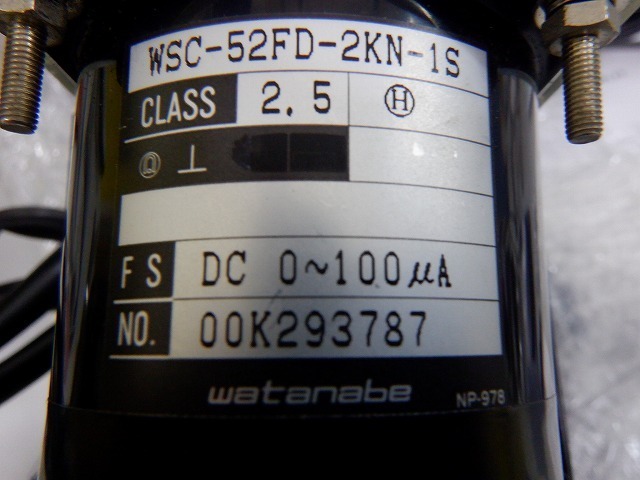 WSC-52FD-2KN-1S
CLASS 2.5 Ⓗ
⊥
FS DC 0~100μA
NO. 00K293787
watanabe
NP-978